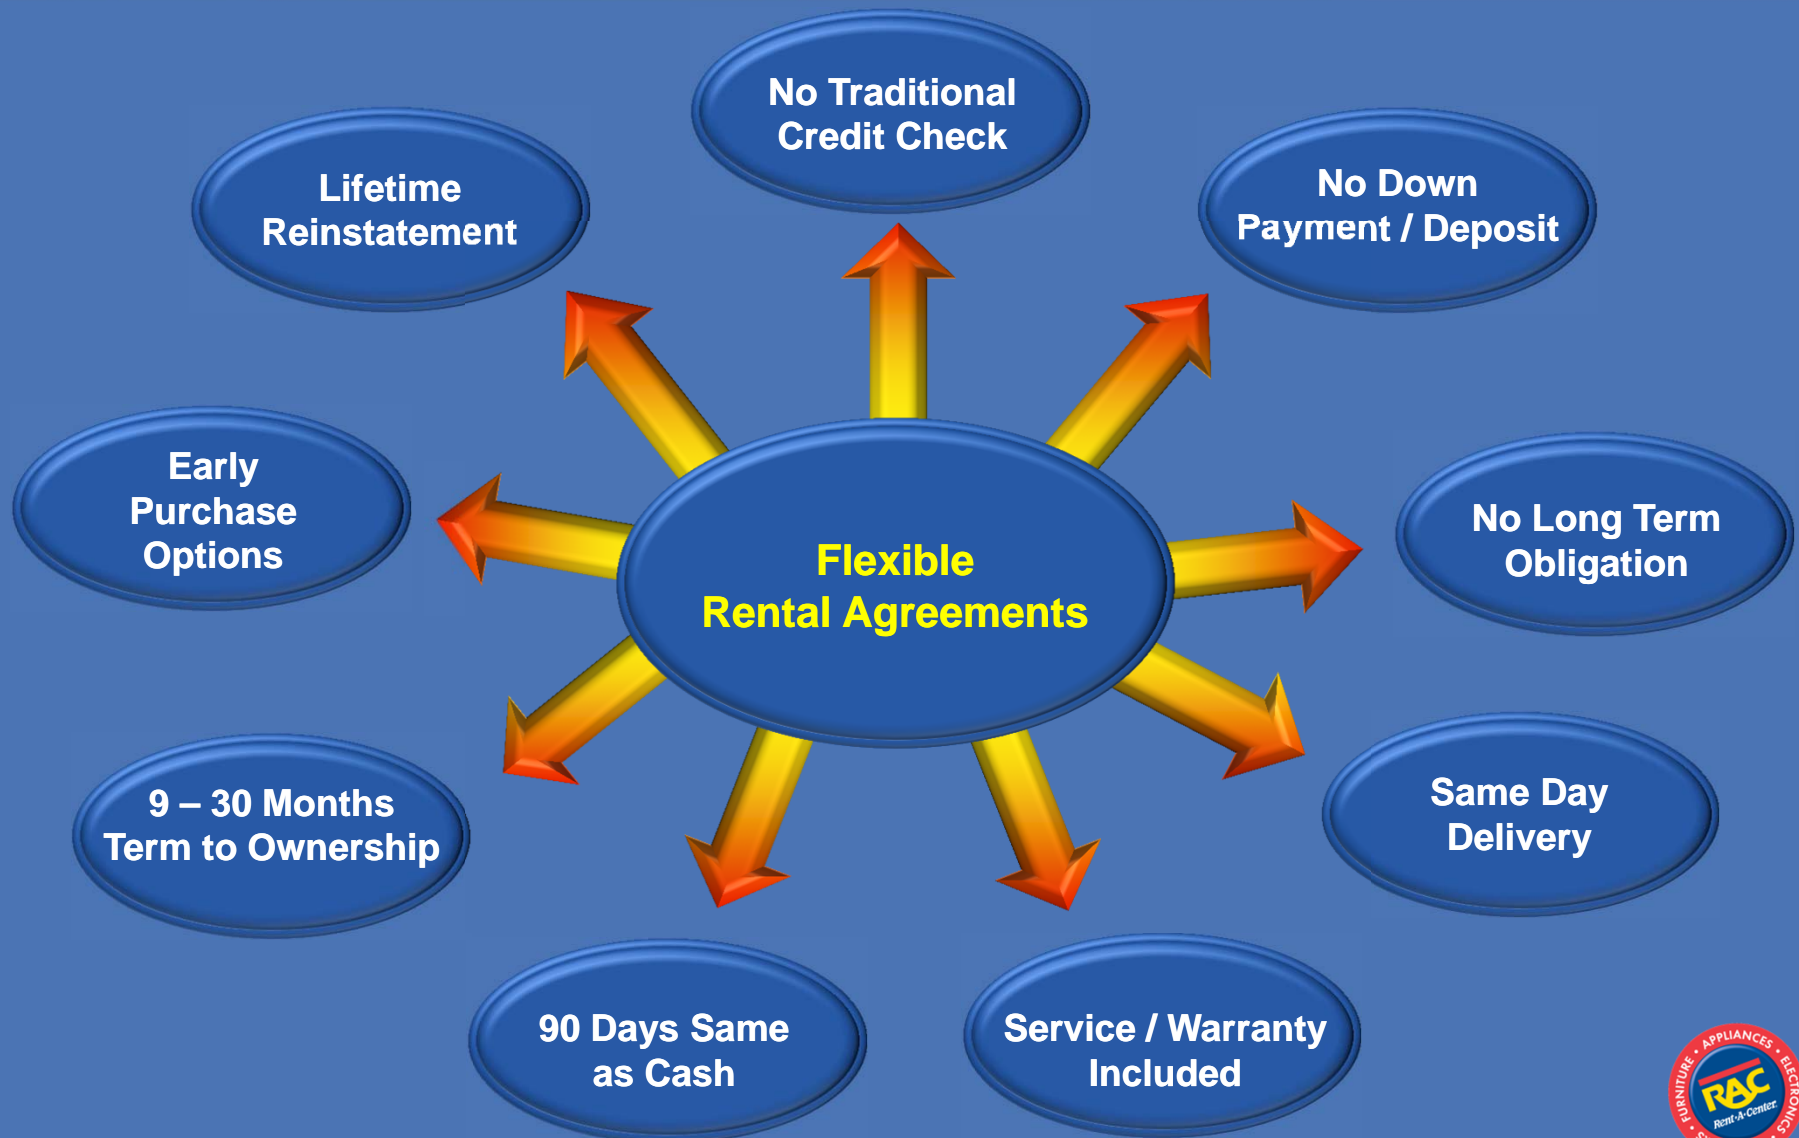 No Traditional
Credit Check
Lifetime
Reinstatement
No Down
Payment / Deposit
Early
Purchase
Options
No Long Term
Obligation
Flexible
Rental Agreements
9 – 30 Months
Term to Ownership
Same Day
Delivery
90 Days Same
as Cash
Service / Warranty
Included
FURNITURE • APPLIANCES • ELECTRONICS
RAC
Rent-A-Center